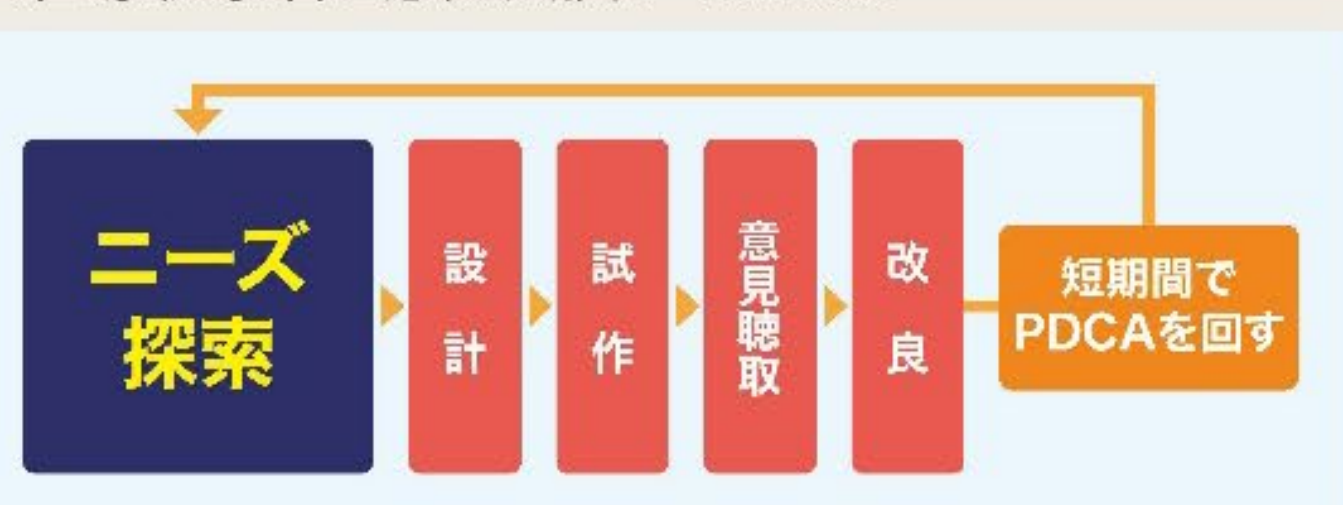 ニーズ
探索
設計
試作
意見聴取
改良
短期間で
PDCAを回す